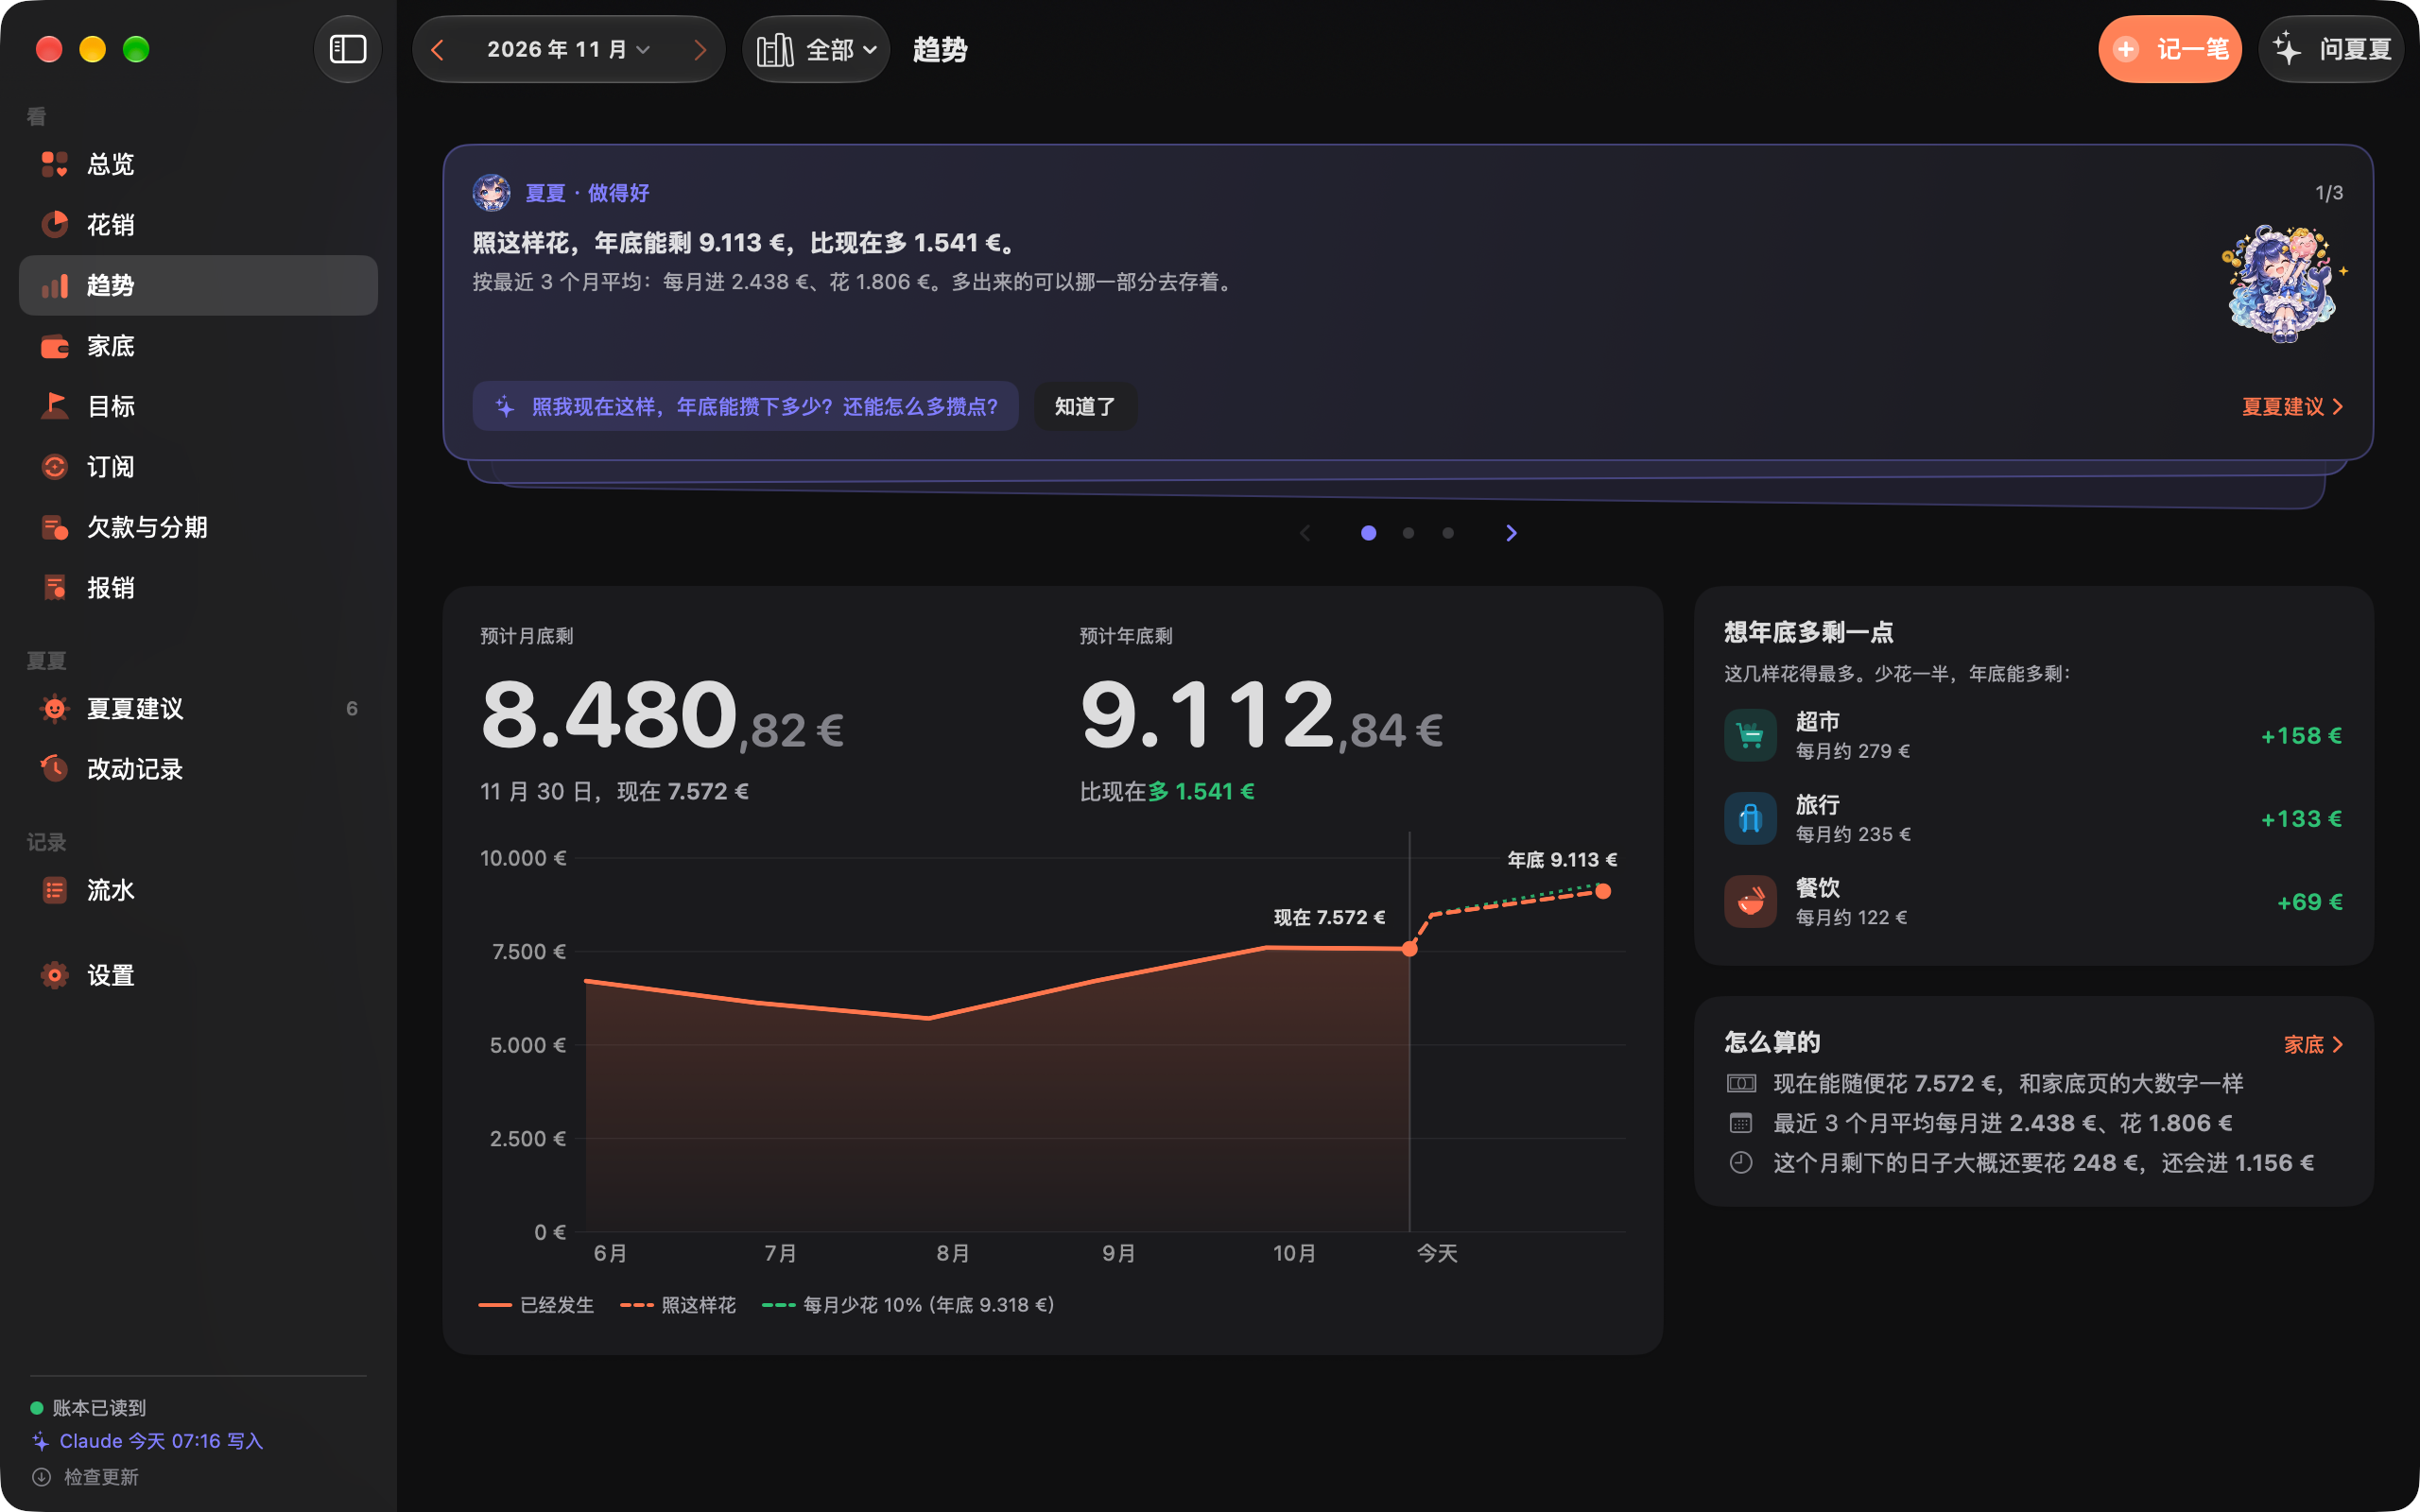 2026 年 11 月
全部
趋势
记一笔
问夏夏
看
总览
花销
趋势
家底
目标
订阅
欠款与分期
报销
夏夏
夏夏建议
6
改动记录
记录
流水
设置
账本已读到
Claude 今天 07:16 写入
检查更新
夏夏 · 做得好
1/3
照这样花，年底能剩 9.113 €，比现在多 1.541 €。
按最近 3 个月平均：每月进 2.438 €、花 1.806 €。多出来的可以挪一部分去存着。
照我现在这样，年底能攒下多少？还能怎么多攒点？
知道了
夏夏建议
预计月底剩
8.480,82 €
11 月 30 日，现在 7.572 €
预计年底剩
9.112,84 €
比现在多 1.541 €
10.000 €
7.500 €
5.000 €
2.500 €
0 €
年底 9.113 €
现在 7.572 €
6月
7月
8月
9月
10月
今天
已经发生
照这样花
每月少花 10% (年底 9.318 €)
想年底多剩一点
这几样花得最多。少花一半，年底能多剩：
超市
每月约 279 €
+158 €
旅行
每月约 235 €
+133 €
餐饮
每月约 122 €
+69 €
怎么算的
家底
现在能随便花 7.572 €，和家底页的大数字一样
最近 3 个月平均每月进 2.438 €、花 1.806 €
这个月剩下的日子大概还要花 248 €，还会进 1.156 €